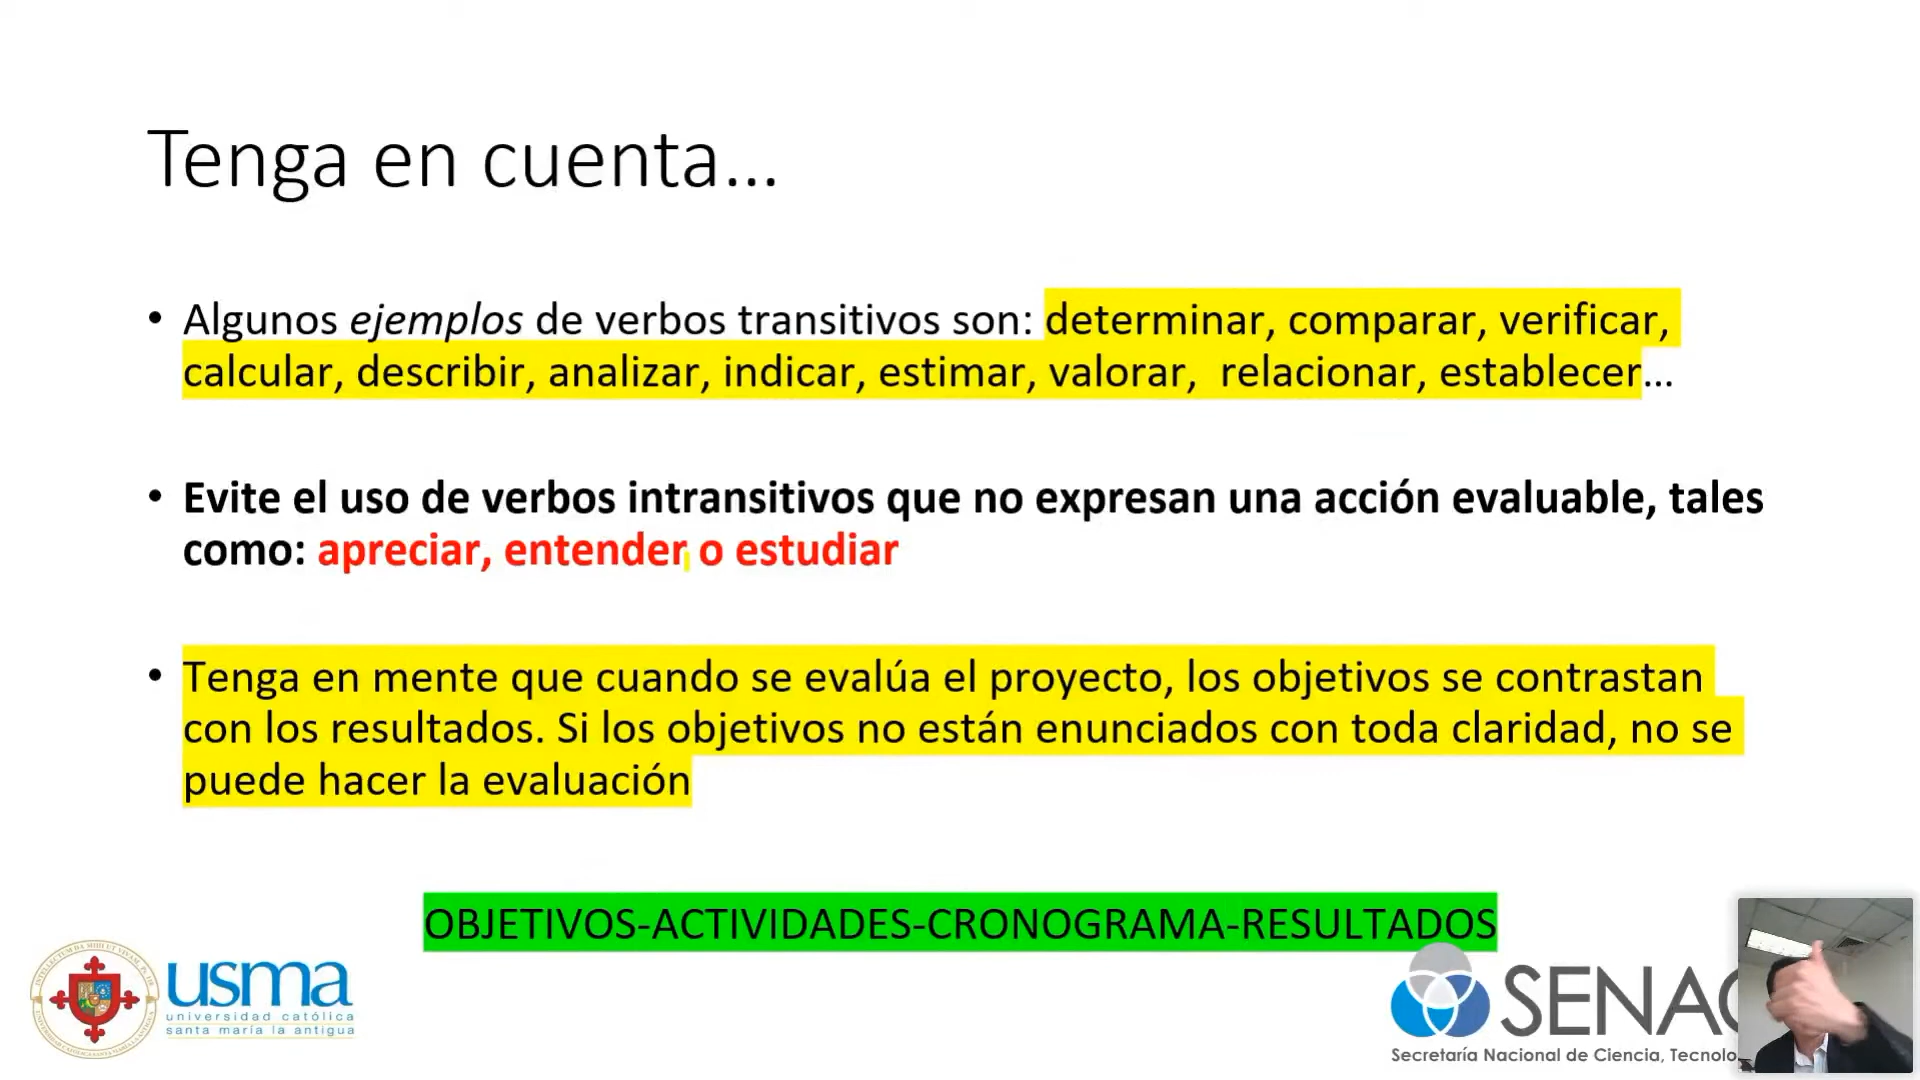 Tenga en cuenta...
• Algunos ejemplos de verbos transitivos son: determinar, comparar, verificar,
calcular, describir, analizar, indicar, estimar, valorar, relacionar, establecer...
• Evite el uso de verbos intransitivos que no expresan una acción evaluable, tales
como: apreciar, entender, o estudiar
• Tenga en mente que cuando se evalúa el proyecto, los objetivos se contrastan
con los resultados. Si los objetivos no están enunciados con toda claridad, no se
puede hacer la evaluación
OBJETIVOS-ACTIVIDADES-CRONOGRAMA-RESULTADOS
usma
universidad católica
santa maría la antigua
SENAC
Secretaría Nacional de Ciencia, Tecnolo